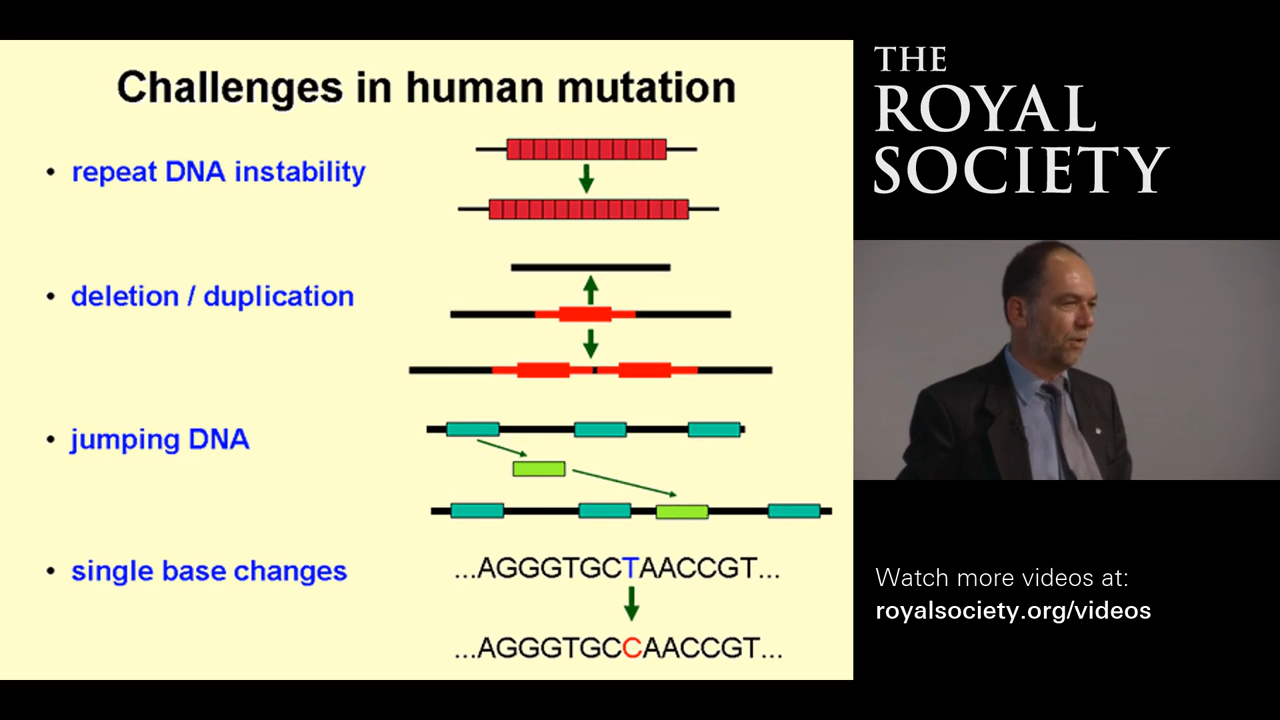 Challenges in human mutation
• repeat DNA instability
• deletion / duplication
• jumping DNA
• single base changes
...AGGGTGCTAACCGT...
...AGGGTGCCAACCGT...
THE
ROYAL
SOCIETY
Watch more videos at:
royalsociety.org/videos